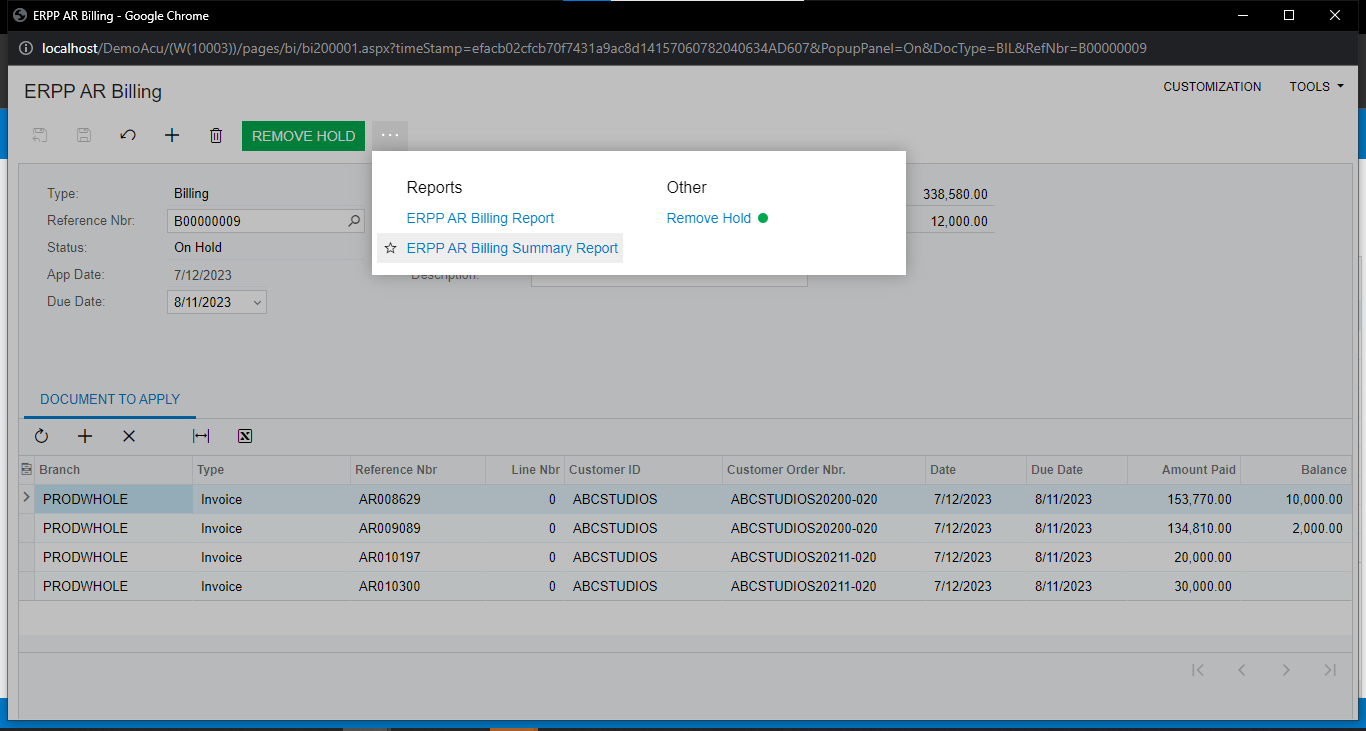 ERPP AR Billing - Google Chrome
localhost/DemoAcu/(W(10003))/pages/bi/bi200001.aspx?timeStamp=efacb02cfcb70f7431a9ac8d14157060782040634AD607&PopupPanel=On&DocType=BIL&RefNbr=B00000009
ERPP AR Billing
CUSTOMIZATION TOOLS
REMOVE HOLD ...
Reports Other
ERPP AR Billing Report Remove Hold
ERPP AR Billing Summary Report
Type: Billing 338,580.00
Reference Nbr: B00000009 12,000.00
Status: On Hold
App Date: 7/12/2023 Description:
Due Date: 8/11/2023
DOCUMENT TO APPLY
Branch Type Reference Nbr Line Nbr Customer ID Customer Order Nbr. Date Due Date Amount Paid Balance
PRODWHOLE Invoice AR008629 0 ABCSTUDIOS ABCSTUDIOS20200-020 7/12/2023 8/11/2023 153,770.00 10,000.00
PRODWHOLE Invoice AR009089 0 ABCSTUDIOS ABCSTUDIOS20200-020 7/12/2023 8/11/2023 134,810.00 2,000.00
PRODWHOLE Invoice AR010197 0 ABCSTUDIOS ABCSTUDIOS20211-020 7/12/2023 8/11/2023 20,000.00
PRODWHOLE Invoice AR010300 0 ABCSTUDIOS ABCSTUDIOS20211-020 7/12/2023 8/11/2023 30,000.00